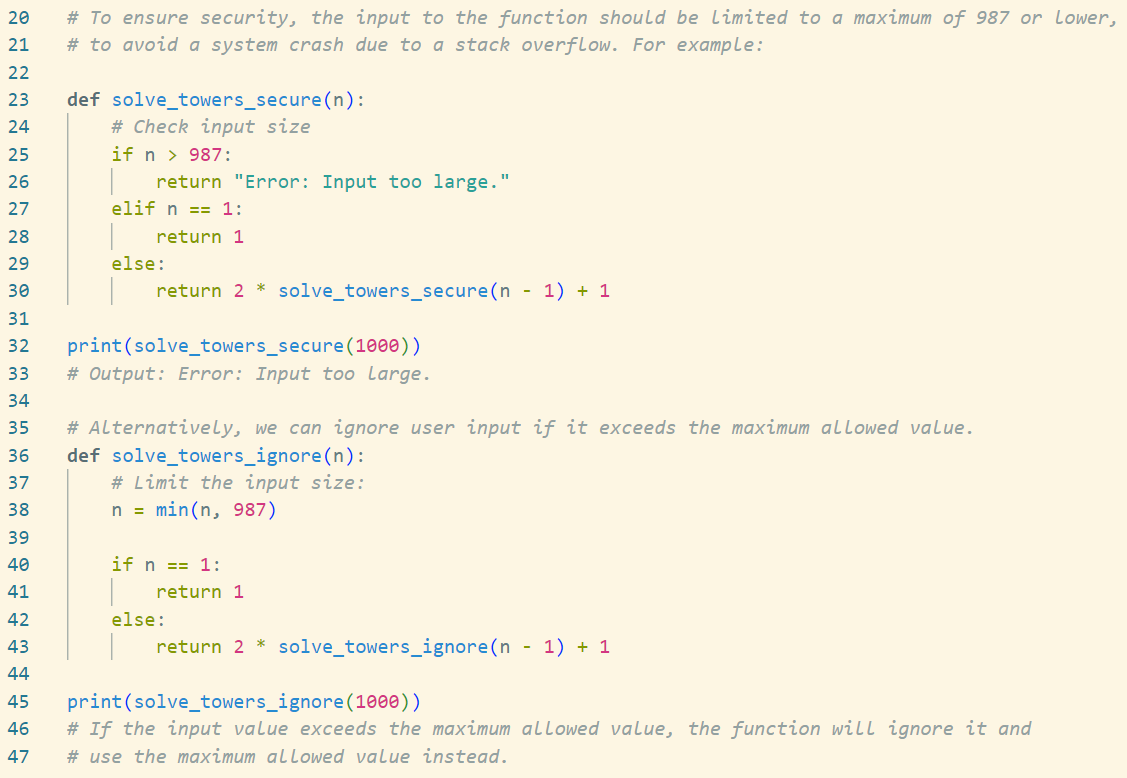 20 # To ensure security, the input to the function should be limited to a maximum of 987 or lower,
21 # to avoid a system crash due to a stack overflow. For example:
22
23 def solve_towers_secure(n):
24     # Check input size
25     if n > 987:
26         return "Error: Input too large."
27     elif n == 1:
28         return 1
29     else:
30         return 2 * solve_towers_secure(n - 1) + 1
31
32 print(solve_towers_secure(1000))
33 # Output: Error: Input too large.
34
35 # Alternatively, we can ignore user input if it exceeds the maximum allowed value.
36 def solve_towers_ignore(n):
37     # Limit the input size:
38     n = min(n, 987)
39
40     if n == 1:
41         return 1
42     else:
43         return 2 * solve_towers_ignore(n - 1) + 1
44
45 print(solve_towers_ignore(1000))
46 # If the input value exceeds the maximum allowed value, the function will ignore it and
47 # use the maximum allowed value instead.